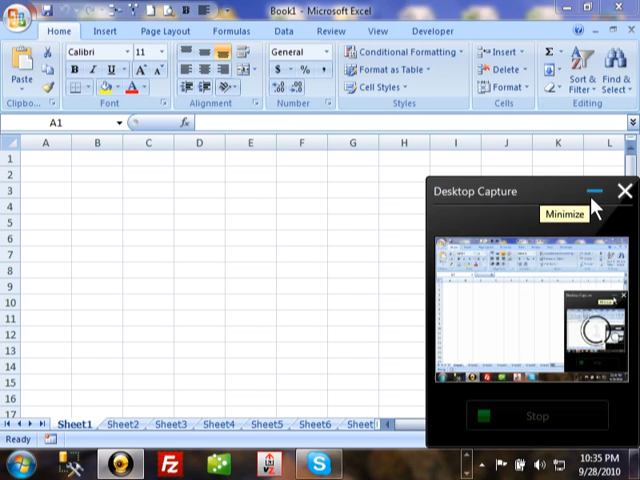 Book1 - Microsoft Excel
Home Insert Page Layout Formulas Data Review View Developer
Paste
Calibri 11
B I U A A
General
$ % ,
Conditional Formatting
Format as Table
Cell Styles
Insert
Delete
Format
Σ
Sort & Filter
Find & Select
Clipbo... Font Alignment Number Styles Cells Editing
A1 fx
A B C D E F G H I J K L
1
2
3
4
5
6
7
8
9
10
11
12
13
14
15
16
17
Desktop Capture
Minimize
Stop
Sheet1 Sheet2 Sheet3 Sheet4 Sheet5 Sheet6 Sheet
Ready
10:35 PM
9/28/2010